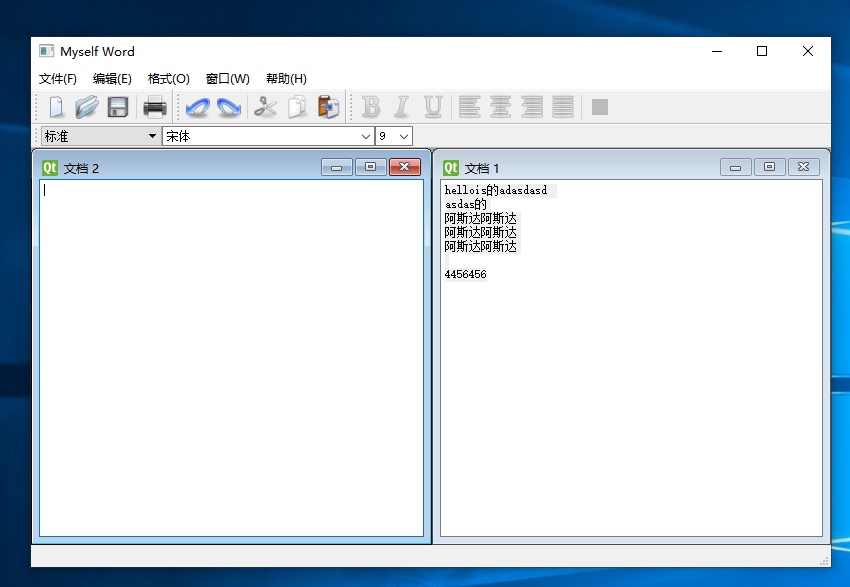 Myself Word
文件(F) 编辑(E) 格式(O) 窗口(W) 帮助(H)
B I U
标准 宋体 9
Qt 文档 2
Qt 文档 1
hellois的adasdasd
asdas的
阿斯达阿斯达
阿斯达阿斯达
阿斯达阿斯达
4456456